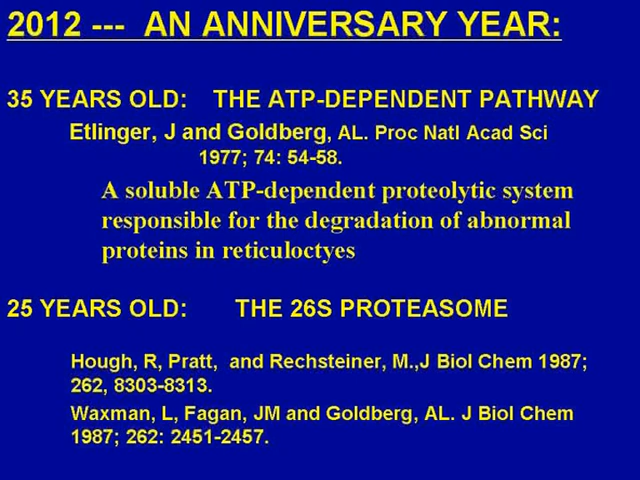 2012 --- AN ANNIVERSARY YEAR:
35 YEARS OLD: THE ATP-DEPENDENT PATHWAY
Etlinger, J and Goldberg, AL. Proc Natl Acad Sci
1977; 74: 54-58.
A soluble ATP-dependent proteolytic system
responsible for the degradation of abnormal
proteins in reticuloctyes
25 YEARS OLD: THE 26S PROTEASOME
Hough, R, Pratt, and Rechsteiner, M.,J Biol Chem 1987;
262, 8303-8313.
Waxman, L, Fagan, JM and Goldberg, AL. J Biol Chem
1987; 262: 2451-2457.